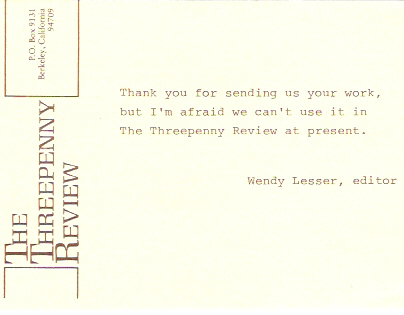 P.O. Box 9131
Berkeley, California
94709
THE
THREEPENNY
REVIEW
Thank you for sending us your work,
but I'm afraid we can't use it in
The Threepenny Review at present.
Wendy Lesser, editor